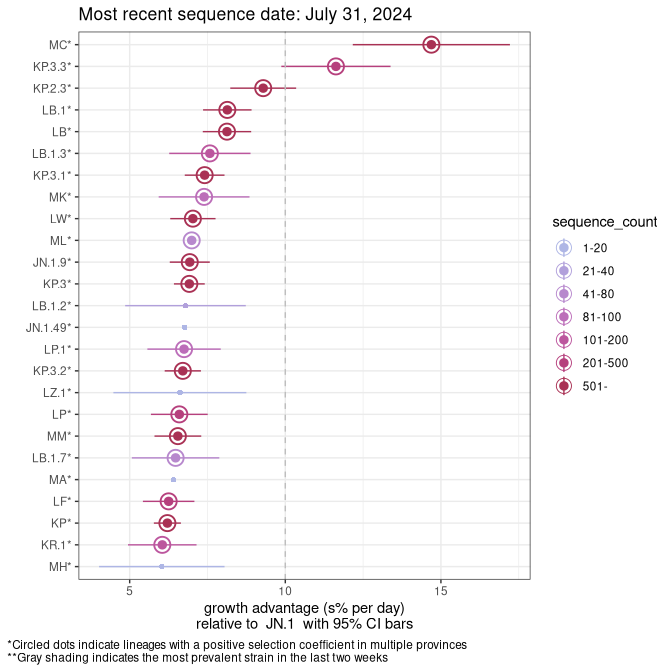 Most recent sequence date: July 31, 2024
MC*
KP.3.3*
KP.2.3*
LB.1*
LB*
LB.1.3*
KP.3.1*
MK*
LW*
ML*
JN.1.9*
KP.3*
LB.1.2*
JN.1.49*
LP.1*
KP.3.2*
LZ.1*
LP*
MM*
LB.1.7*
MA*
LF*
KP*
KR.1*
MH*
5 10 15
growth advantage (s% per day)
relative to JN.1 with 95% CI bars
sequence_count
1-20
21-40
41-80
81-100
101-200
201-500
501-
*Circled dots indicate lineages with a positive selection coefficient in multiple provinces
**Gray shading indicates the most prevalent strain in the last two weeks